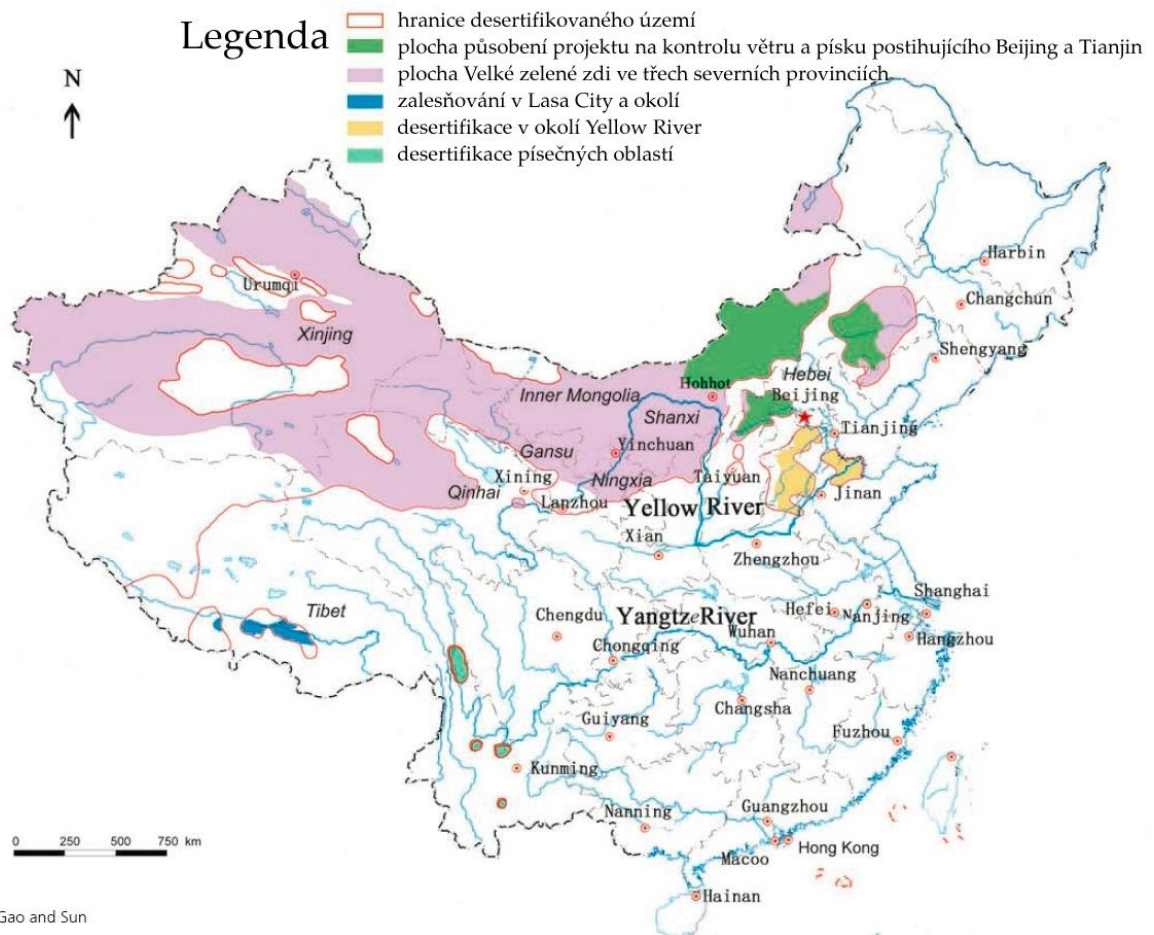 Legenda
hranice desertifikovaného území
plocha působení projektu na kontrolu větru a písku postihujícího Beijing a Tianjin
plocha Velké zelené zdi ve třech severních provinciích
zalesňování v Lasa City a okolí
desertifikace v okolí Yellow River
desertifikace písečných oblastí
N
Harbin
Urumqi
Changchun
Xinjing
Shengyang
Hebei
Hohhot
Inner Mongolia
Beijing
Shanxi
Tianjing
Yinchuan
Gansu
Xining
Ningxia
Taiyuan
Qinhai
Lanzhou
Jinan
Yellow River
Xian
Zhengzhou
Shanghai
Tibet
Chengdu
Yangtze River
Hefei
Nanjing
Wuhan
Hangzhou
Chongqing
Nanchuang
Changsha
Guiyang
Fuzhou
Kunming
Nanning
Guangzhou
0 250 500 750 km
Hong Kong
Macoo
Hainan
Gao and Sun